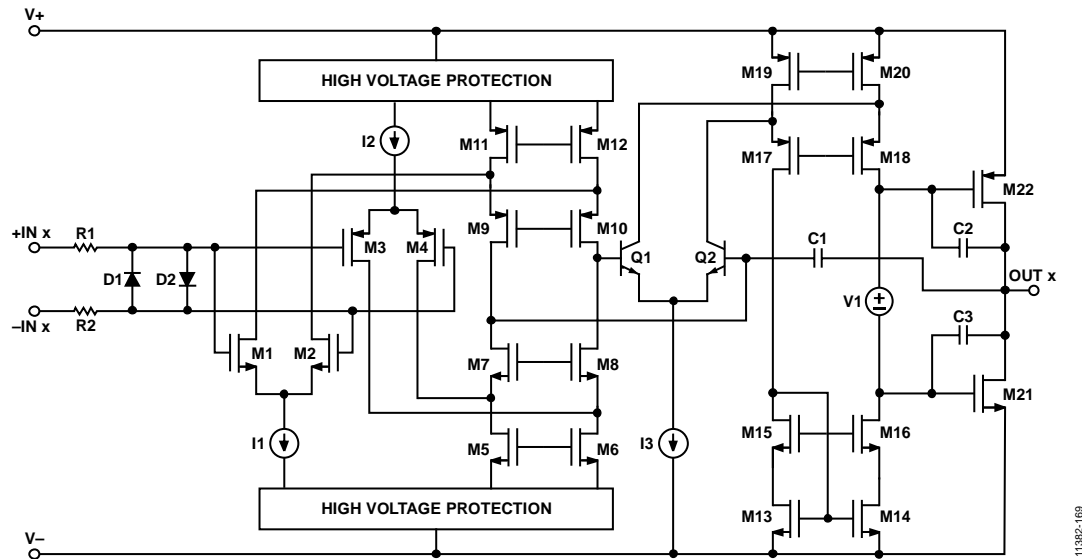 V+
HIGH VOLTAGE PROTECTION
M19
M20
I2
M11
M12
M17
M18
M22
+IN x
R1
M3
M4
M9
M10
C2
C1
D1
D2
Q1
Q2
OUT x
V1
–IN x
R2
C3
M1
M2
M7
M8
M21
I1
M5
M6
I3
M15
M16
HIGH VOLTAGE PROTECTION
M13
M14
V–
11382-169